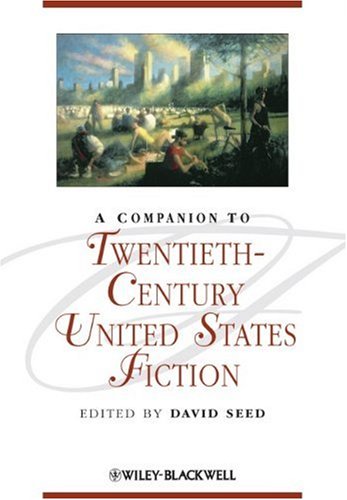 A COMPANION TO
TWENTIETH-
CENTURY
UNITED STATES
FICTION
EDITED BY DAVID SEED
WILEY-BLACKWELL